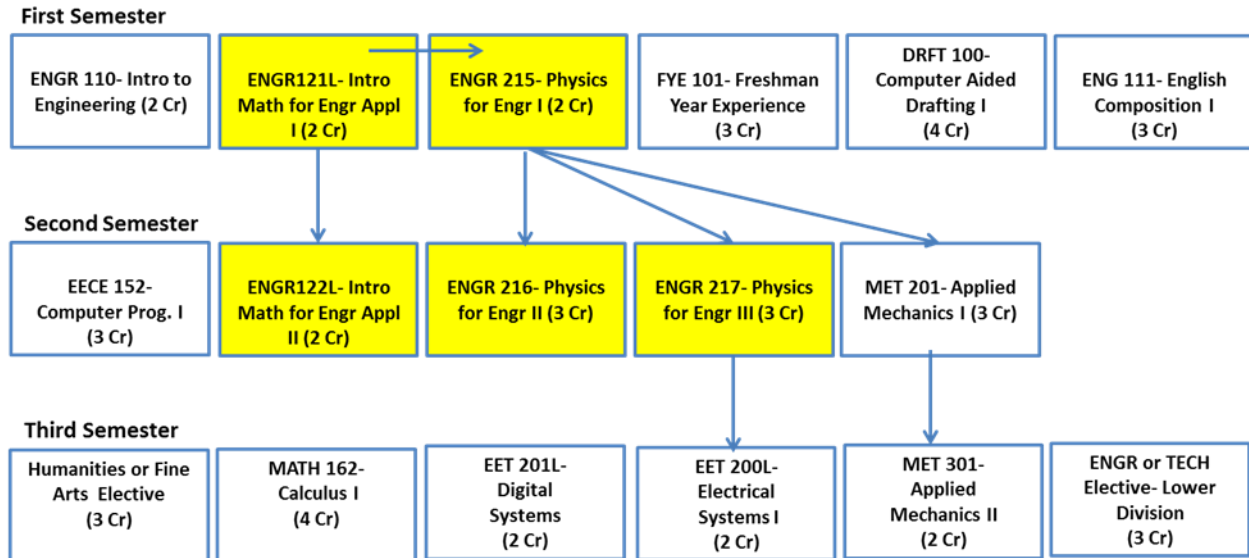 First Semester
ENGR 110- Intro to
Engineering (2 Cr)
ENGR121L- Intro
Math for Engr Appl
I (2 Cr)
ENGR 215- Physics
for Engr I (2 Cr)
FYE 101- Freshman
Year Experience
(3 Cr)
DRFT 100-
Computer Aided
Drafting I
(4 Cr)
ENG 111- English
Composition I
(3 Cr)
Second Semester
EECE 152-
Computer Prog. I
(3 Cr)
ENGR122L- Intro
Math for Engr Appl
II (2 Cr)
ENGR 216- Physics
for Engr II (3 Cr)
ENGR 217- Physics
for Engr III (3 Cr)
MET 201- Applied
Mechanics I (3 Cr)
Third Semester
Humanities or Fine
Arts Elective
(3 Cr)
MATH 162-
Calculus I
(4 Cr)
EET 201L-
Digital
Systems
(2 Cr)
EET 200L-
Electrical
Systems I
(2 Cr)
MET 301-
Applied
Mechanics II
(2 Cr)
ENGR or TECH
Elective- Lower
Division
(3 Cr)